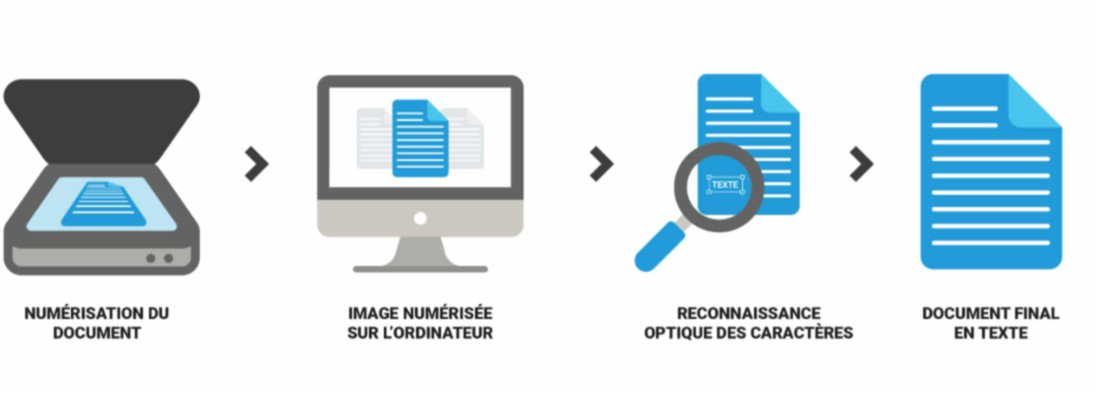 TEXTE
NUMÉRISATION DU
DOCUMENT
IMAGE NUMÉRISÉE
SUR L'ORDINATEUR
RECONNAISSANCE
OPTIQUE DES CARACTÈRES
DOCUMENT FINAL
EN TEXTE